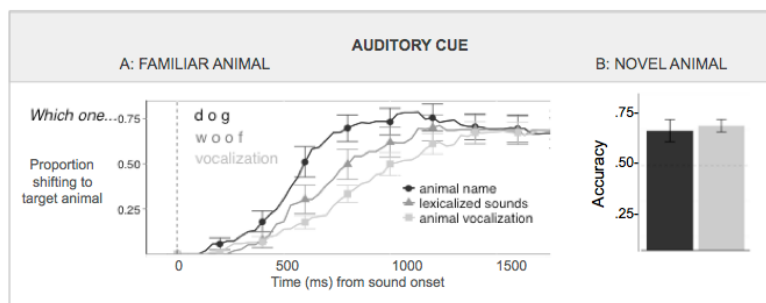 AUDITORY CUE
A: FAMILIAR ANIMAL
B: NOVEL ANIMAL
Which one...
Proportion
shifting to
target animal
0.75
0.50
0.25
dog
woof
vocalization
animal name
lexicalized sounds
animal vocalization
0 500 1000 1500
Time (ms) from sound onset
Accuracy
.75
.50
.25